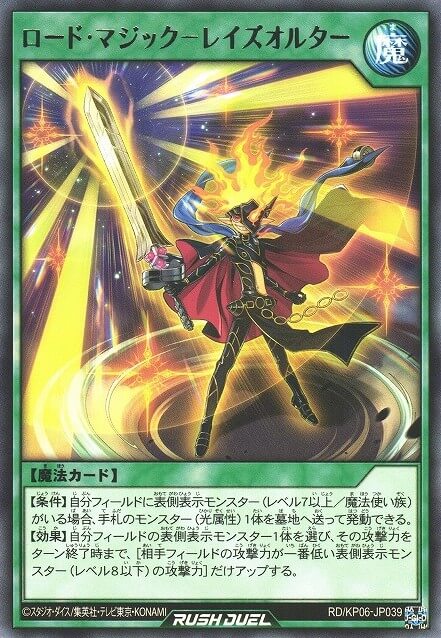 ロード・マジック-レイズオルター
魔
【魔法カード】
【条件】自分フィールドに表側表示モンスター(レベル7以上/魔法使い族)
がいる場合、手札のモンスター(光属性)1体を墓地へ送って発動できる。
【効果】自分フィールドの表側表示モンスター1体を選び、その攻撃力を
ターン終了時まで、[相手フィールドの攻撃力が一番低い表側表示モン
スター(レベル8以下)の攻撃力]だけアップする。
©スタジオ・ダイス/集英社・テレビ東京・KONAMI
RUSH DUEL
RD/KP06-JP039